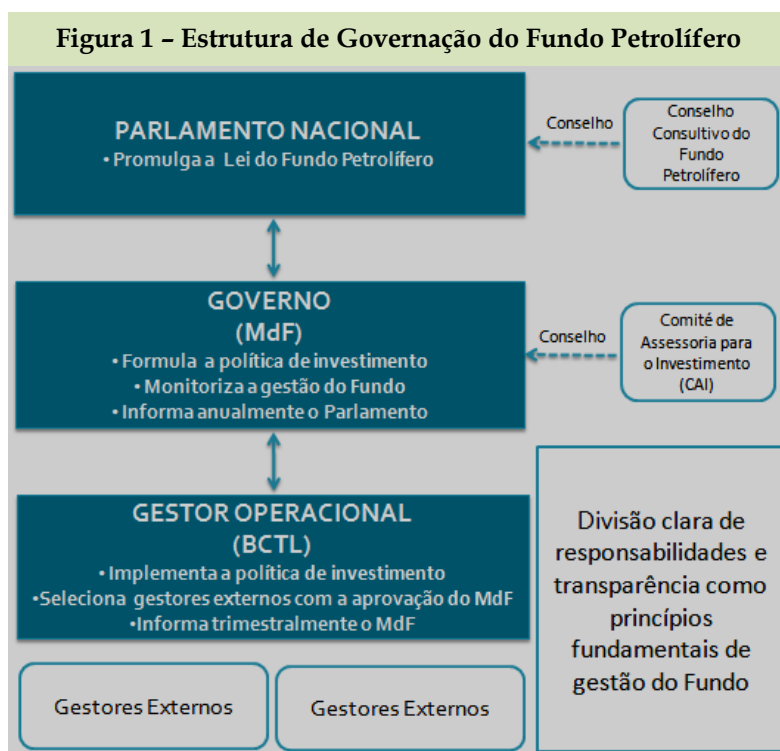 Figura 1 – Estrutura de Governação do Fundo Petrolífero
PARLAMENTO NACIONAL
• Promulga a Lei do Fundo Petrolífero
Conselho
Conselho
Consultivo do
Fundo
Petrolífero
GOVERNO
(MdF)
• Formula a política de investimento
• Monitoriza a gestão do Fundo
• Informa anualmente o Parlamento
Conselho
Comité de
Assessoria para
o Investimento
(CAI)
GESTOR OPERACIONAL
(BCTL)
• Implementa a política de investimento
•Seleciona gestores externos com a aprovação do MdF
•Informa trimestralmente o MdF
Divisão clara de
responsabilidades e
transparência como
princípios
fundamentais de
gestão do Fundo
Gestores Externos
Gestores Externos